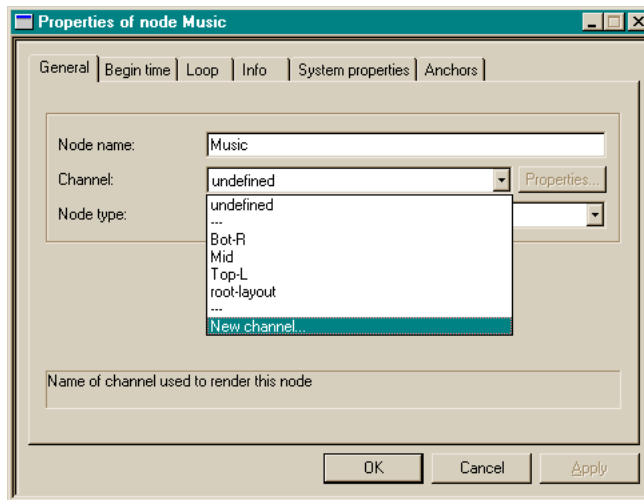 Properties of node Music
General Begin time Loop Info System properties Anchors
Node name: Music
Channel: undefined Properties...
Node type: undefined
---
Bot-R
Mid
Top-L
root-layout
---
New channel...
Name of channel used to render this node
OK Cancel Apply